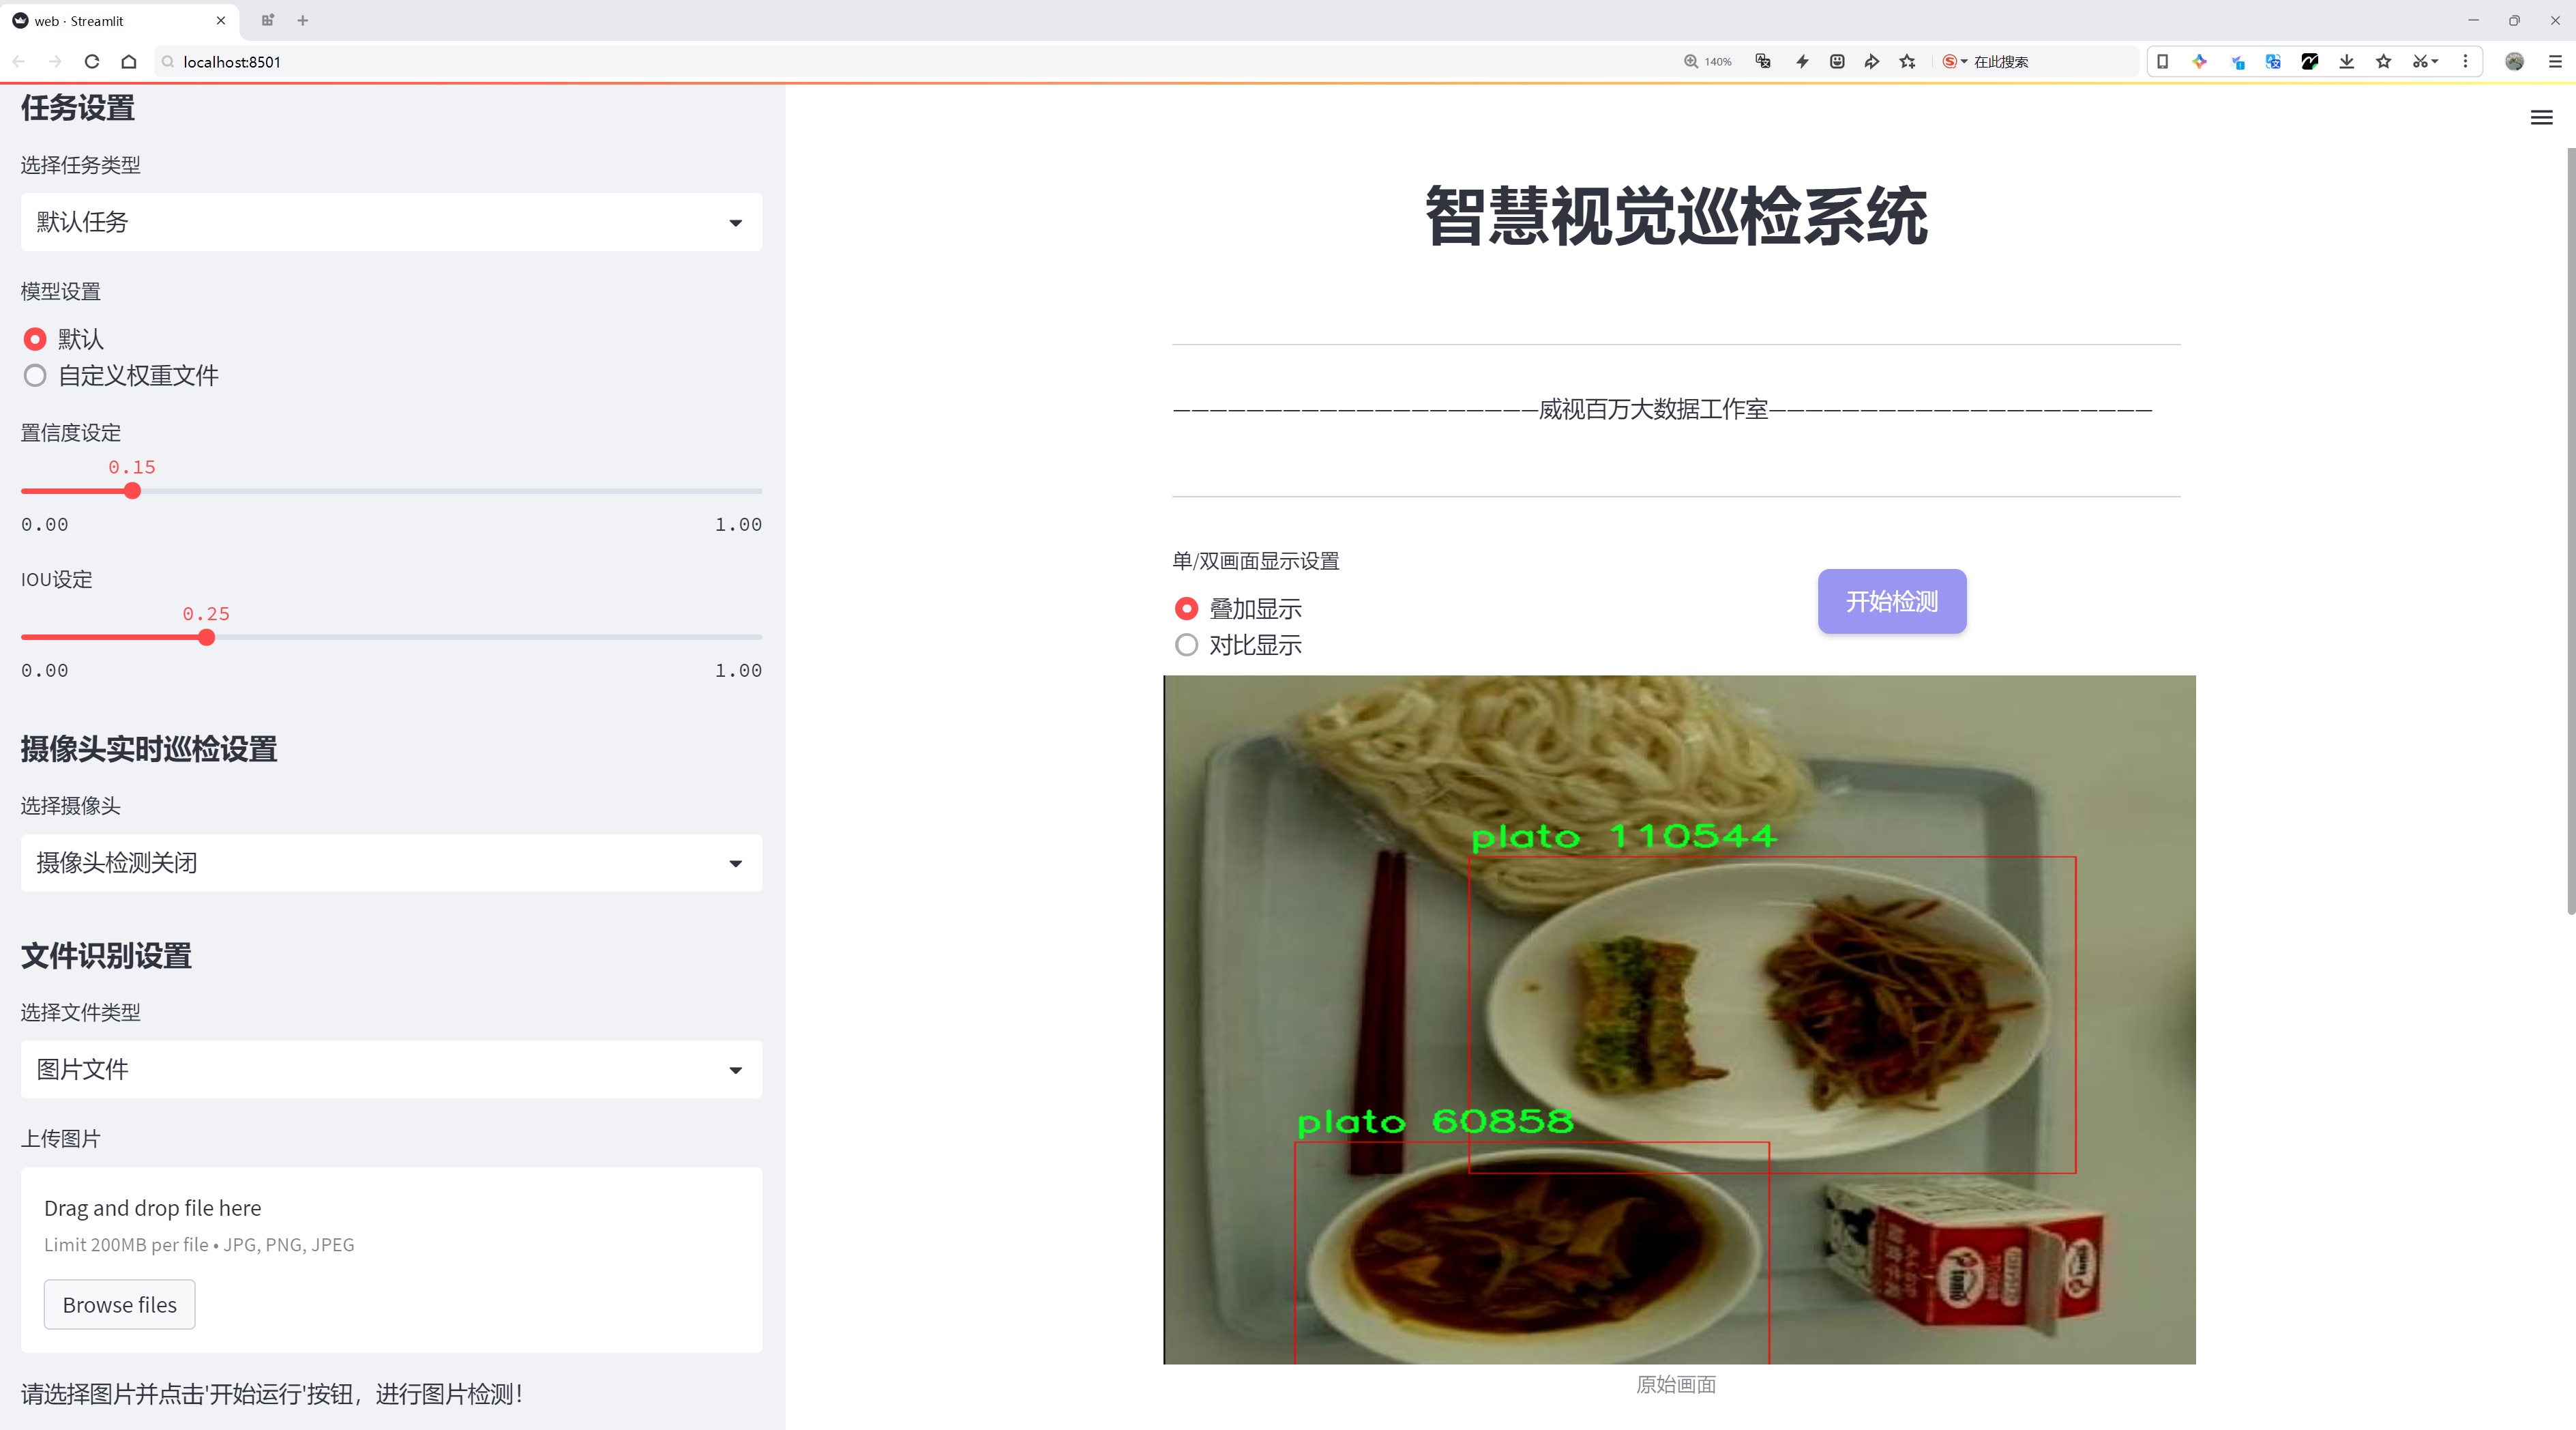 web · Streamlit
localhost:8501
140%
在此搜索
任务设置
选择任务类型
默认任务
模型设置
默认
自定义权重文件
置信度设定
0.15
0.00 1.00
IOU设定
0.25
0.00 1.00
摄像头实时巡检设置
选择摄像头
摄像头检测关闭
文件识别设置
选择文件类型
图片文件
上传图片
Drag and drop file here
Limit 200MB per file • JPG, PNG, JPEG
Browse files
请选择图片并点击'开始运行'按钮，进行图片检测！
智慧视觉巡检系统
————————————————————威视百万大数据工作室—————————————————————
单/双画面显示设置
叠加显示
对比显示
开始检测
plato 110544
plato 60858
原始画面